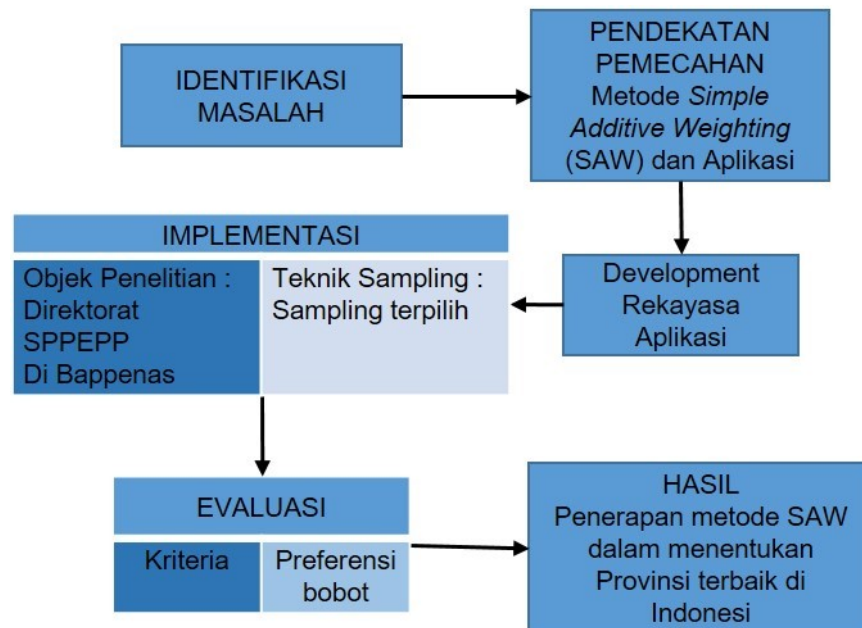 IDENTIFIKASI
MASALAH
PENDEKATAN
PEMECAHAN
Metode Simple
Additive Weighting
(SAW) dan Aplikasi
Development
Rekayasa
Aplikasi
IMPLEMENTASI
Objek Penelitian :
Direktorat
SPPEPP
Di Bappenas
Teknik Sampling :
Sampling terpilih
EVALUASI
Kriteria
Preferensi
bobot
HASIL
Penerapan metode SAW
dalam menentukan
Provinsi terbaik di
Indonesi